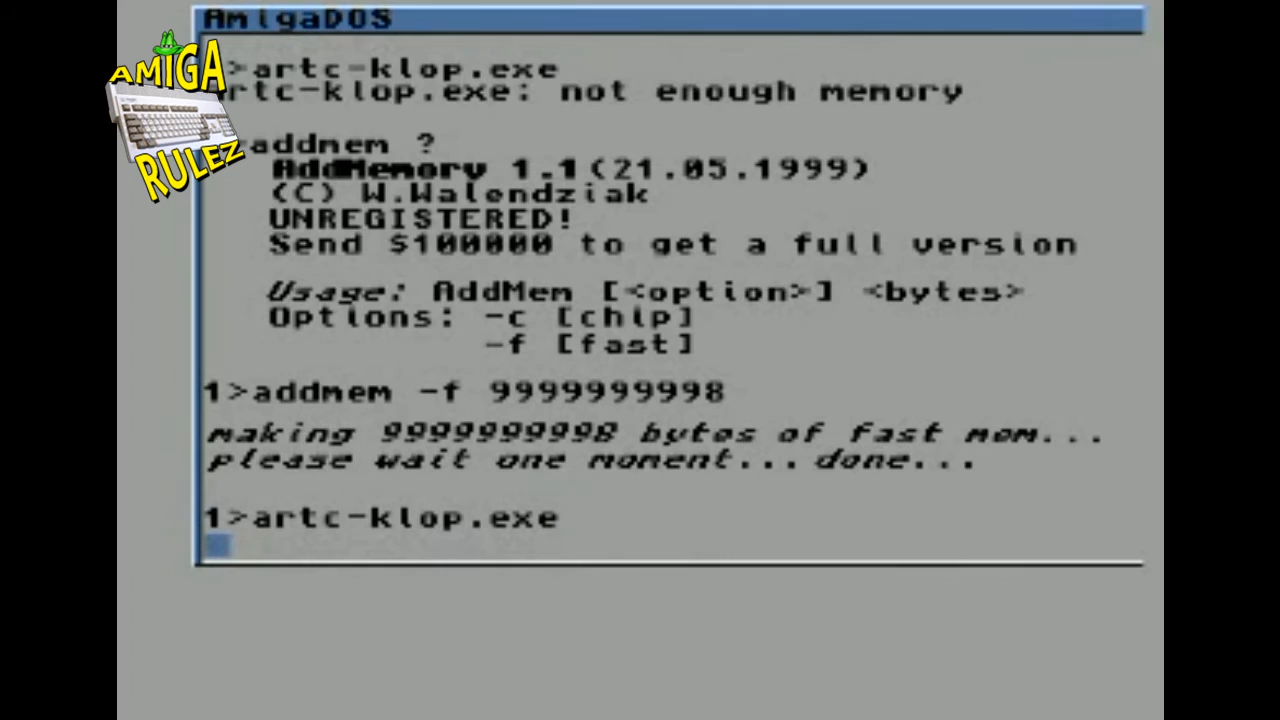 AmigaDOS
AMIGA
RULEZ
>artc-klop.exe
artc-klop.exe: not enough memory
>addmem ?
AddMemory 1.1(21.05.1999)
(C) W.Walendziak
UNREGISTERED!
Send $100000 to get a full version
Usage: AddMem [<option>] <bytes>
Options: -c [chip]
-f [fast]
1>addmem -f 9999999998
making 9999999998 bytes of fast mem...
please wait one moment...done...
1>artc-klop.exe